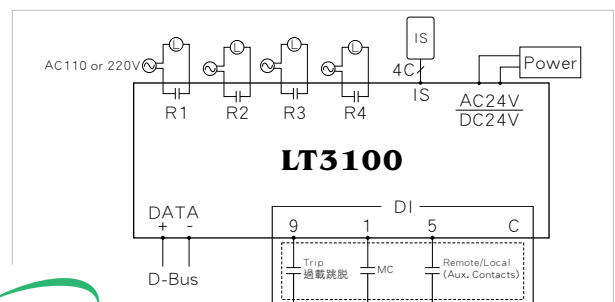 L L L L IS
AC110 or 220V 4C Power
R1 R2 R3 R4 IS AC24V
DC24V
LT3100
DATA DI
+ - 9 1 5 C
D-Bus
Trip
過載跳脫
MC
Remote/Local
(Aux. Contacts)